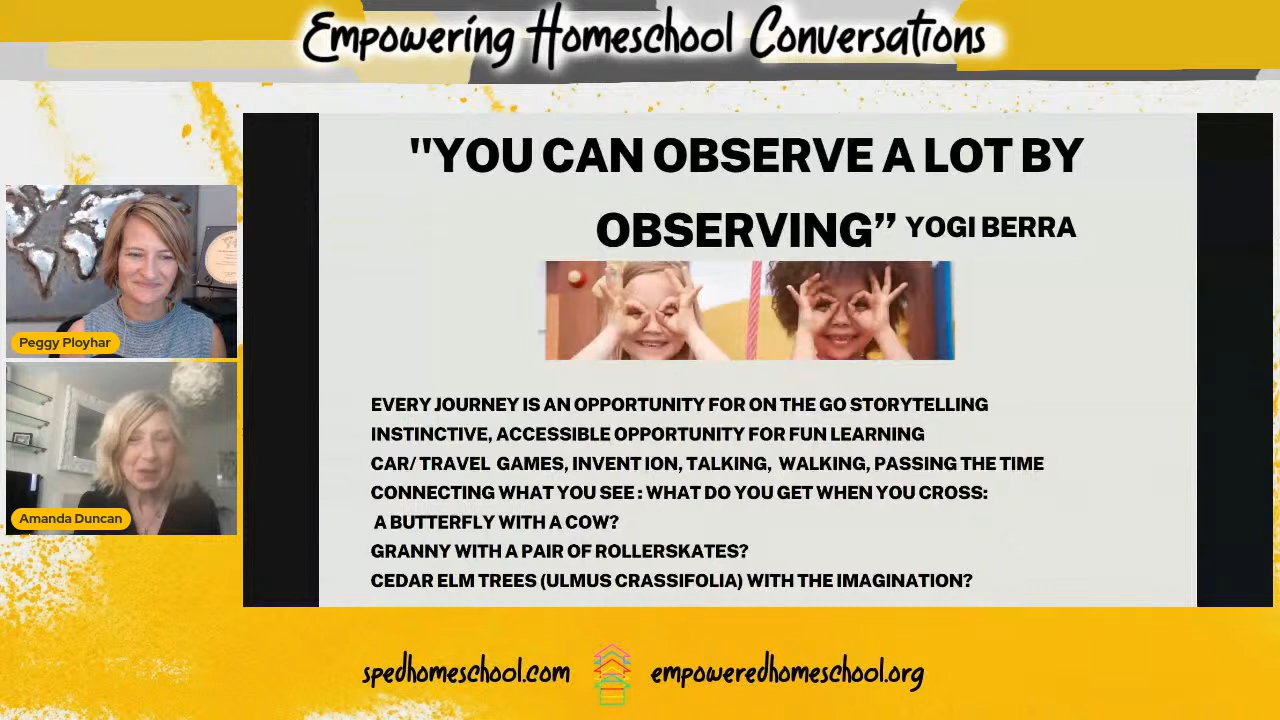 Empowering Homeschool Conversations
"YOU CAN OBSERVE A LOT BY
OBSERVING” YOGI BERRA
EVERY JOURNEY IS AN OPPORTUNITY FOR ON THE GO STORYTELLING
INSTINCTIVE, ACCESSIBLE OPPORTUNITY FOR FUN LEARNING
CAR/ TRAVEL GAMES, INVENT ION, TALKING, WALKING, PASSING THE TIME
CONNECTING WHAT YOU SEE : WHAT DO YOU GET WHEN YOU CROSS:
A BUTTERFLY WITH A COW?
GRANNY WITH A PAIR OF ROLLERSKATES?
CEDAR ELM TREES (ULMUS CRASSIFOLIA) WITH THE IMAGINATION?
Peggy Ployhar
Amanda Duncan
spedhomeschool.com
empoweredhomeschool.org